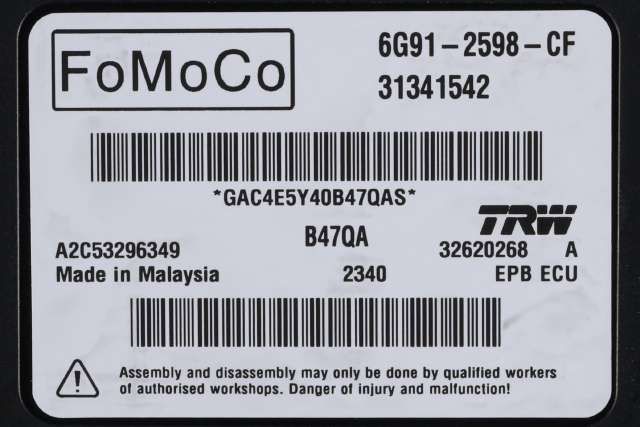 FoMoCo
6G91-2598-CF
31341542
*GAC4E5Y40B47QAS*
TRW
B47QA
A2C53296349
32620268 A
Made in Malaysia
2340
EPB ECU
Assembly and disassembly may only be done by qualified workers
of authorised workshops. Danger of injury and malfunction!